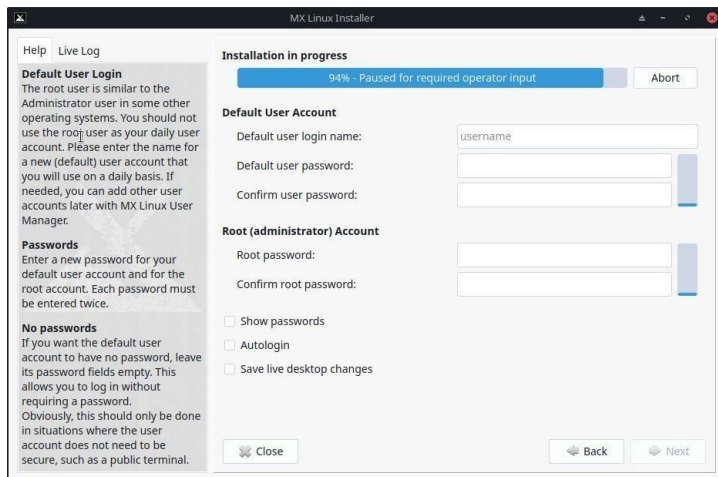 MX Linux Installer
Help
Live Log
Default User Login
The root user is similar to the
Administrator user in some other
operating systems. You should not
use the root user as your daily user
account. Please enter the name for
a new (default) user account that
you will use on a daily basis. If
needed, you can add other user
accounts later with MX Linux User
Manager.
Passwords
Enter a new password for your
default user account and for the
root account. Each password must
be entered twice.
No passwords
If you want the default user
account to have no password, leave
its password fields empty. This
allows you to log in without
requiring a password.
Obviously, this should only be done
in situations where the user
account does not need to be
secure, such as a public terminal.
Installation in progress
94% - Paused for required operator input
Abort
Default User Account
Default user login name:
username
Default user password:
Confirm user password:
Root (administrator) Account
Root password:
Confirm root password:
Show passwords
Autologin
Save live desktop changes
Close
Back
Next